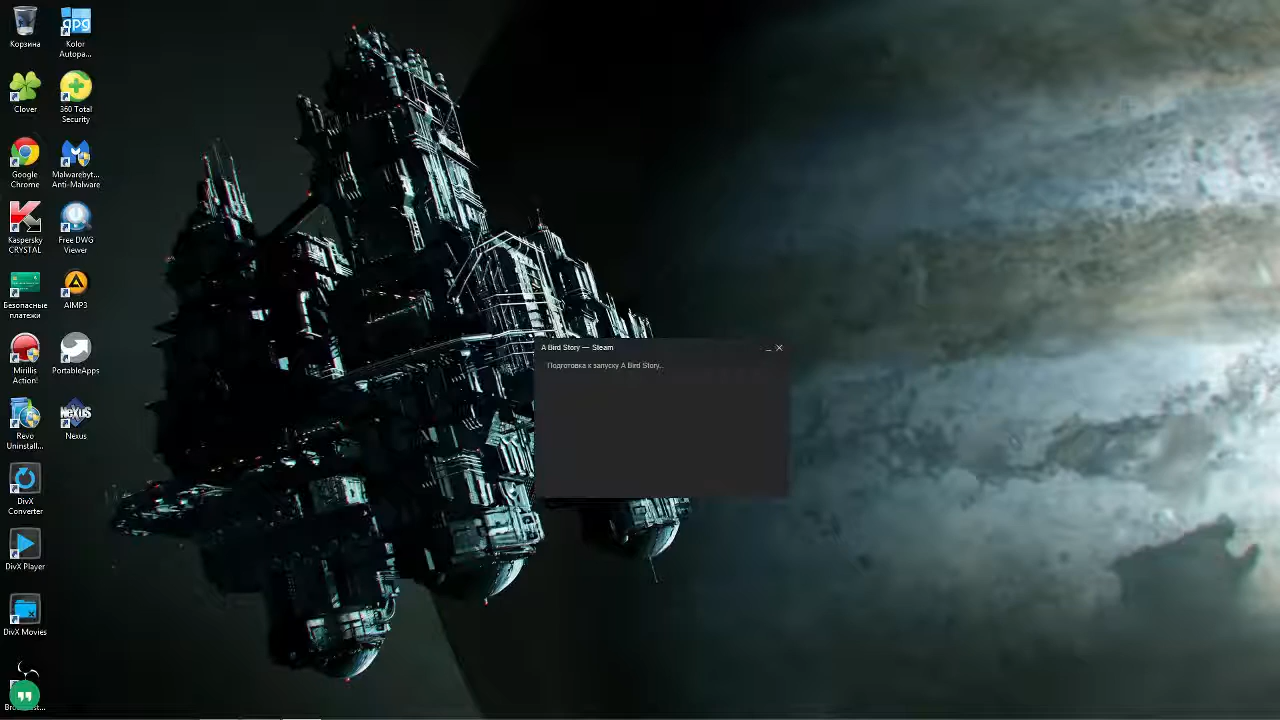 Корзина
Kolor
Autopa...
Clover
360 Total
Security
Google
Chrome
Malwarebyt...
Anti-Malware
Kaspersky
CRYSTAL
Free DWG
Viewer
Безопасные
платежи
AIMP3
Mirillis
Action!
PortableApps
Revo
Uninstall...
NEXUS
Nexus
DivX
Converter
DivX Player
DivX Movies
A Bird Story — Steam
Подготовка к запуску A Bird Story...